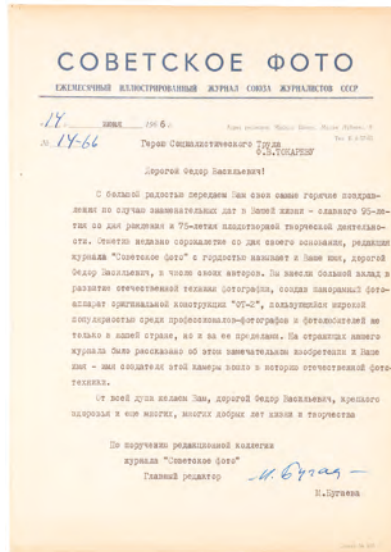 СОВЕТСКОЕ ФОТО
ЕЖЕМЕСЯЧНЫЙ ИЛЛЮСТРИРОВАННЫЙ ЖУРНАЛ СОЮЗА ЖУРНАЛИСТОВ СССР
"14" июня 1966 г.
№ 14-66
Герою Социалистического Труда
Ф.В.ТОКАРЕВУ
Дорогой Федор Васильевич!
С большой радостью передаем Вам свои самые горячие поздрав-
ления по случаю знаменательных дат в Вашей жизни - славного 95-ле-
тия со дня рождения и 75-летия плодотворной творческой деятельно-
сти. Отметив недавно сорокалетие со дня своего основания, редакция
журнала "Советское фото" с гордостью называет и Ваше имя, дорогой
Федор Васильевич, в числе своих авторов. Вы внесли большой вклад в
развитие отечественной техники фотографии, создав панорамный фото-
аппарат оригинальной конструкции "ФТ-2", пользующийся широкой
популярностью среди профессионалов-фотографов и фотолюбителей не
только в нашей стране, но и за ее пределами. На страницах нашего
журнала было рассказано об этом замечательном изобретении и Ваше
имя - имя создателя этой камеры вошло в историю отечественной фото-
техники.
От всей души желаем Вам, дорогой Федор Васильевич, крепкого
здоровья и еще многих, многих добрых лет жизни и творчества
По поручению редакционной коллегии
журнала "Советское фото"
Главный редактор М. Бугаева
М.Бугаева